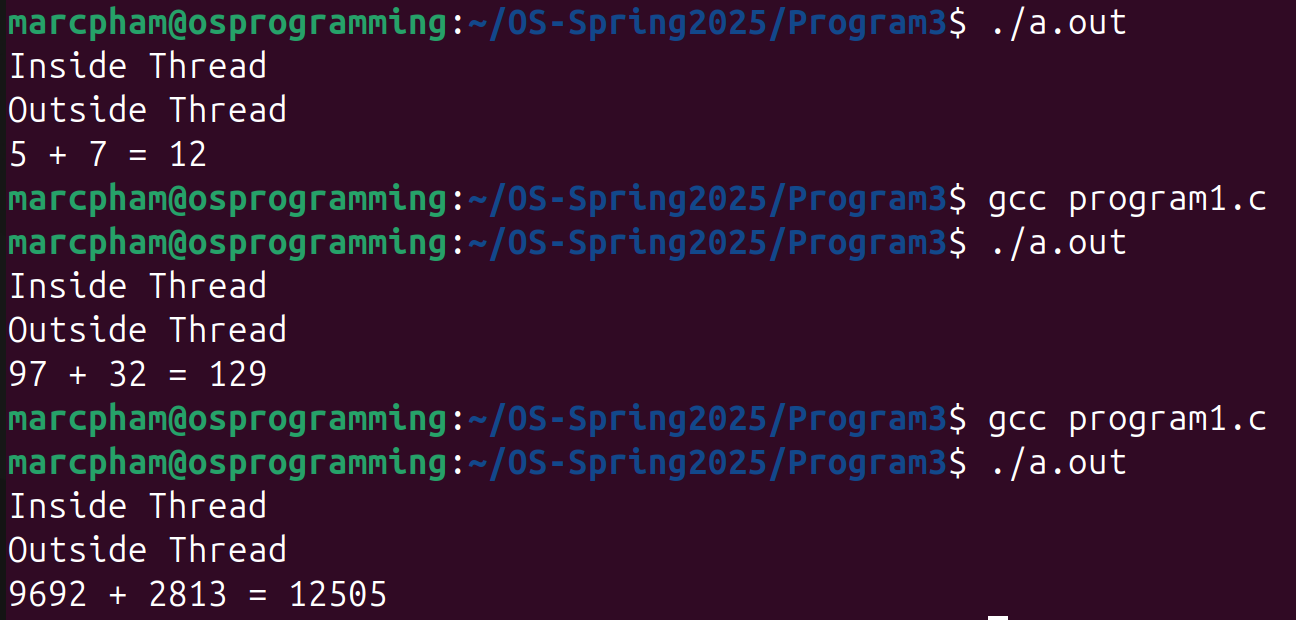 marcpham@osprogramming:~/OS-Spring2025/Program3$ ./a.out
Inside Thread
Outside Thread
5 + 7 = 12
marcpham@osprogramming:~/OS-Spring2025/Program3$ gcc program1.c
marcpham@osprogramming:~/OS-Spring2025/Program3$ ./a.out
Inside Thread
Outside Thread
97 + 32 = 129
marcpham@osprogramming:~/OS-Spring2025/Program3$ gcc program1.c
marcpham@osprogramming:~/OS-Spring2025/Program3$ ./a.out
Inside Thread
Outside Thread
9692 + 2813 = 12505